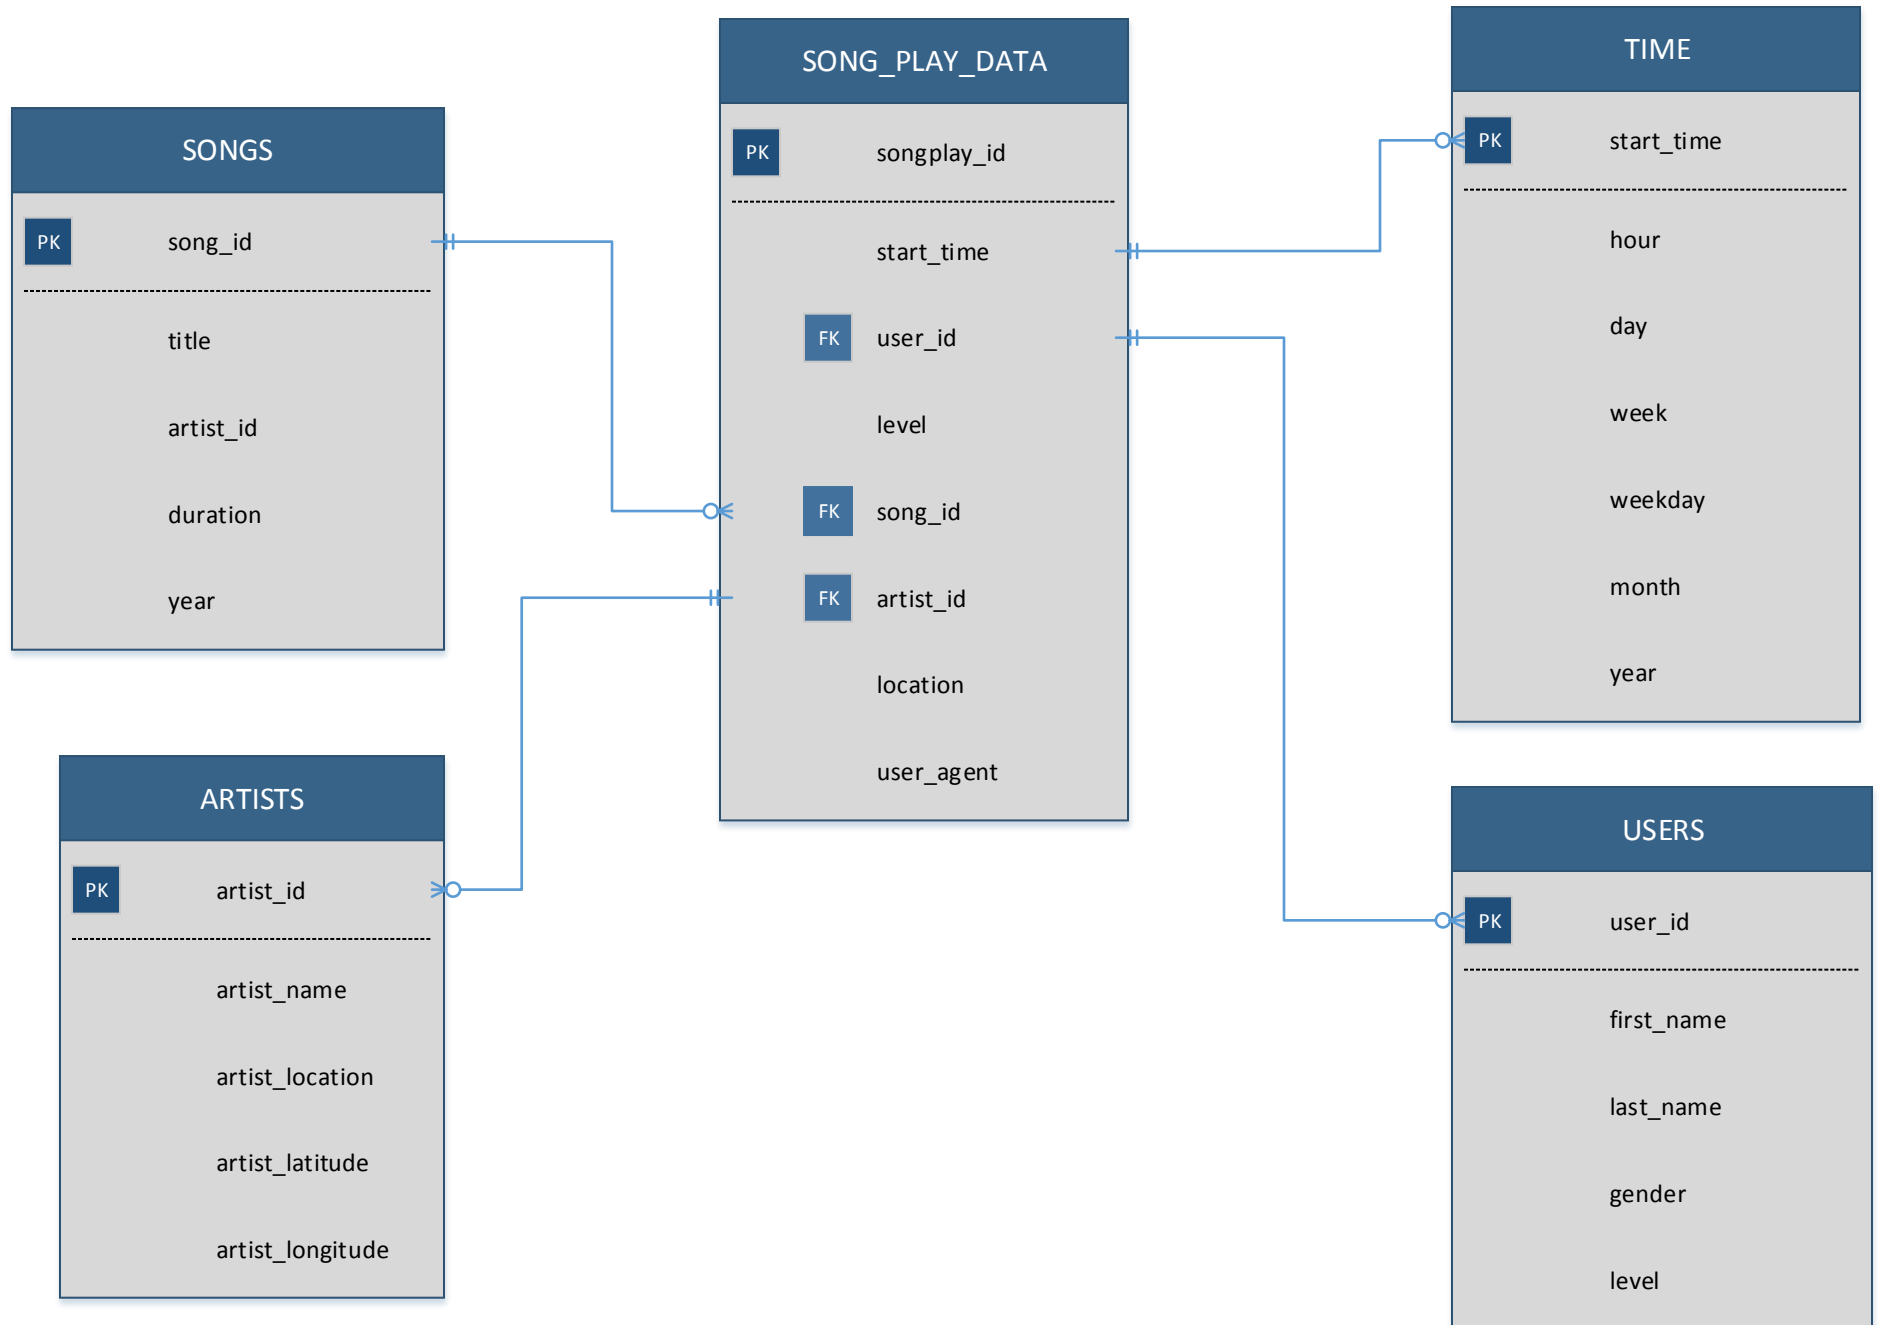 SONGS
PK song_id
title
artist_id
duration
year
ARTISTS
PK artist_id
artist_name
artist_location
artist_latitude
artist_longitude
SONG_PLAY_DATA
PK songplay_id
start_time
FK user_id
level
FK song_id
FK artist_id
location
user_agent
TIME
PK start_time
hour
day
week
weekday
month
year
USERS
PK user_id
first_name
last_name
gender
level